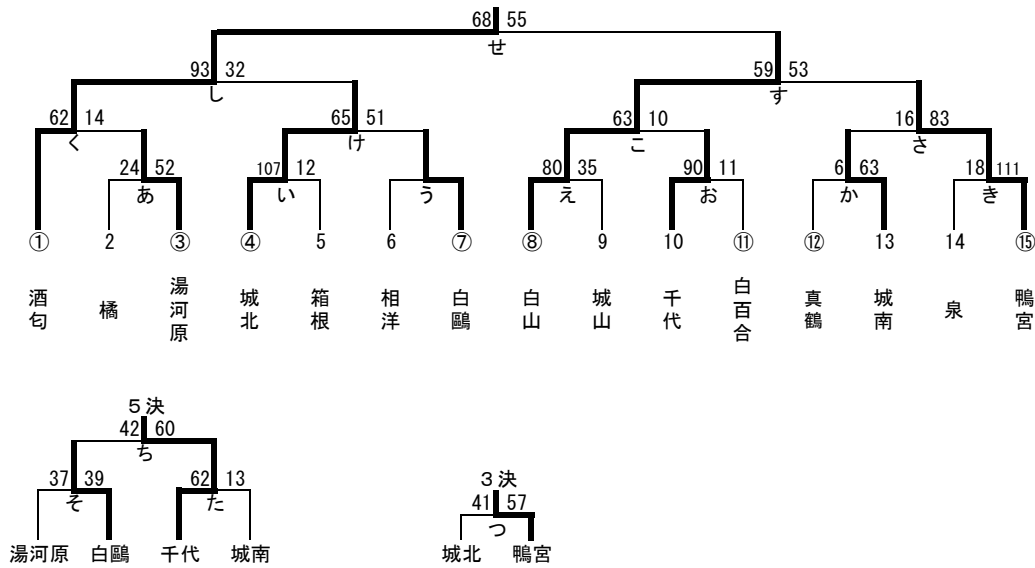 68 55
せ
93 32
し
59 53
す
62 14
く
65 51
け
63 10
こ
16 83
さ
24 52
あ
107 12
い
う
80 35
え
90 11
お
6 63
か
18 111
き
① 2 ③ ④ 5 6 ⑦ ⑧ 9 10 ⑪ ⑫ 13 14 ⑮
酒匂 橘 湯河原 城北 箱根 相洋 白鷗 白山 城山 千代 白百合 真鶴 城南 泉 鴨宮
5決
42 60
ち
37 39
そ
62 13
た
湯河原 白鷗 千代 城南
3決
41 57
つ
城北 鴨宮